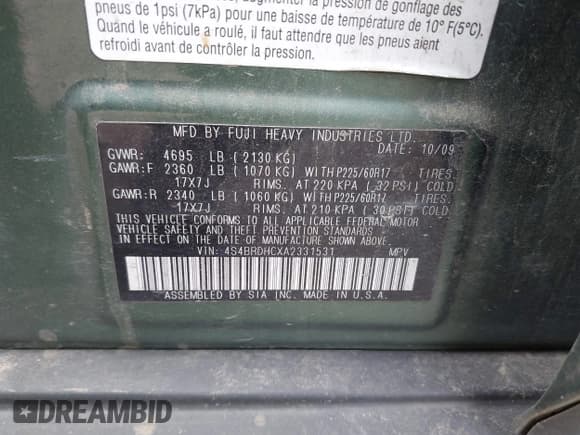 pneus de 1psi (7kPa) pour une baisse de température de 10° F(5°C).
Quand le véhicule a roulé, il faut attendre que les pneus aient
refroidi avant de contrôler la pression.
MFD BY FUJI HEAVY INDUSTRIES LTD.
DATE: 10/09
GVWR: 4695 LB (2130 KG)
GAWR:F 2360 LB (1070 KG) WITH P225/60R17 TIRES.
17X7J RIMS. AT 220 KPA (32 PSI) COLD.
GAWR:R 2340 LB (1060 KG) WITH P225/60R17 TIRES.
17X7J RIMS. AT 210 KPA (30 PSI) COLD
THIS VEHICLE CONFORMS TO ALL APPLICABLE FEDERAL MOTOR
VEHICLE SAFETY AND THEFT PREVENTION STANDARDS
IN EFFECT ON THE DATE OF MANUFACTURE SHOWN ABOVE.
VIN: 4S4BRDHCXA2331531 MPV
ASSEMBLED BY SIA INC. MADE IN U.S.A.
DREAMBID